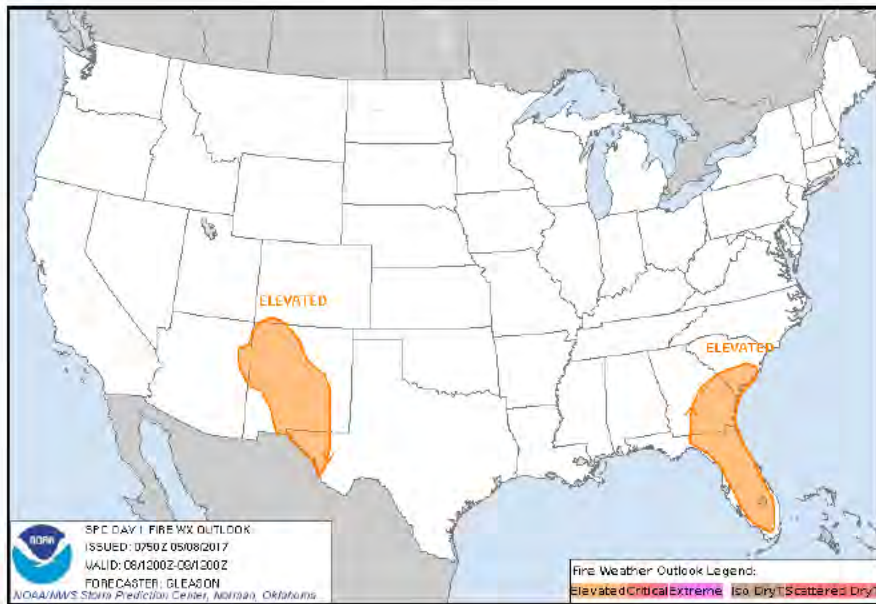 ELEVATED
ELEVATED
NOAA
SPC DAY 1 FIRE WX OUTLOOK
ISSUED: 0750Z 05/08/2017
VALID: 08/1200Z-09/1200Z
FORECASTER: GLEASON
NOAA/NWS Storm Prediction Center, Norman, Oklahoma
Fire Weather Outlook Legend:
Elevated Critical Extreme Iso DryT Scattered DryT